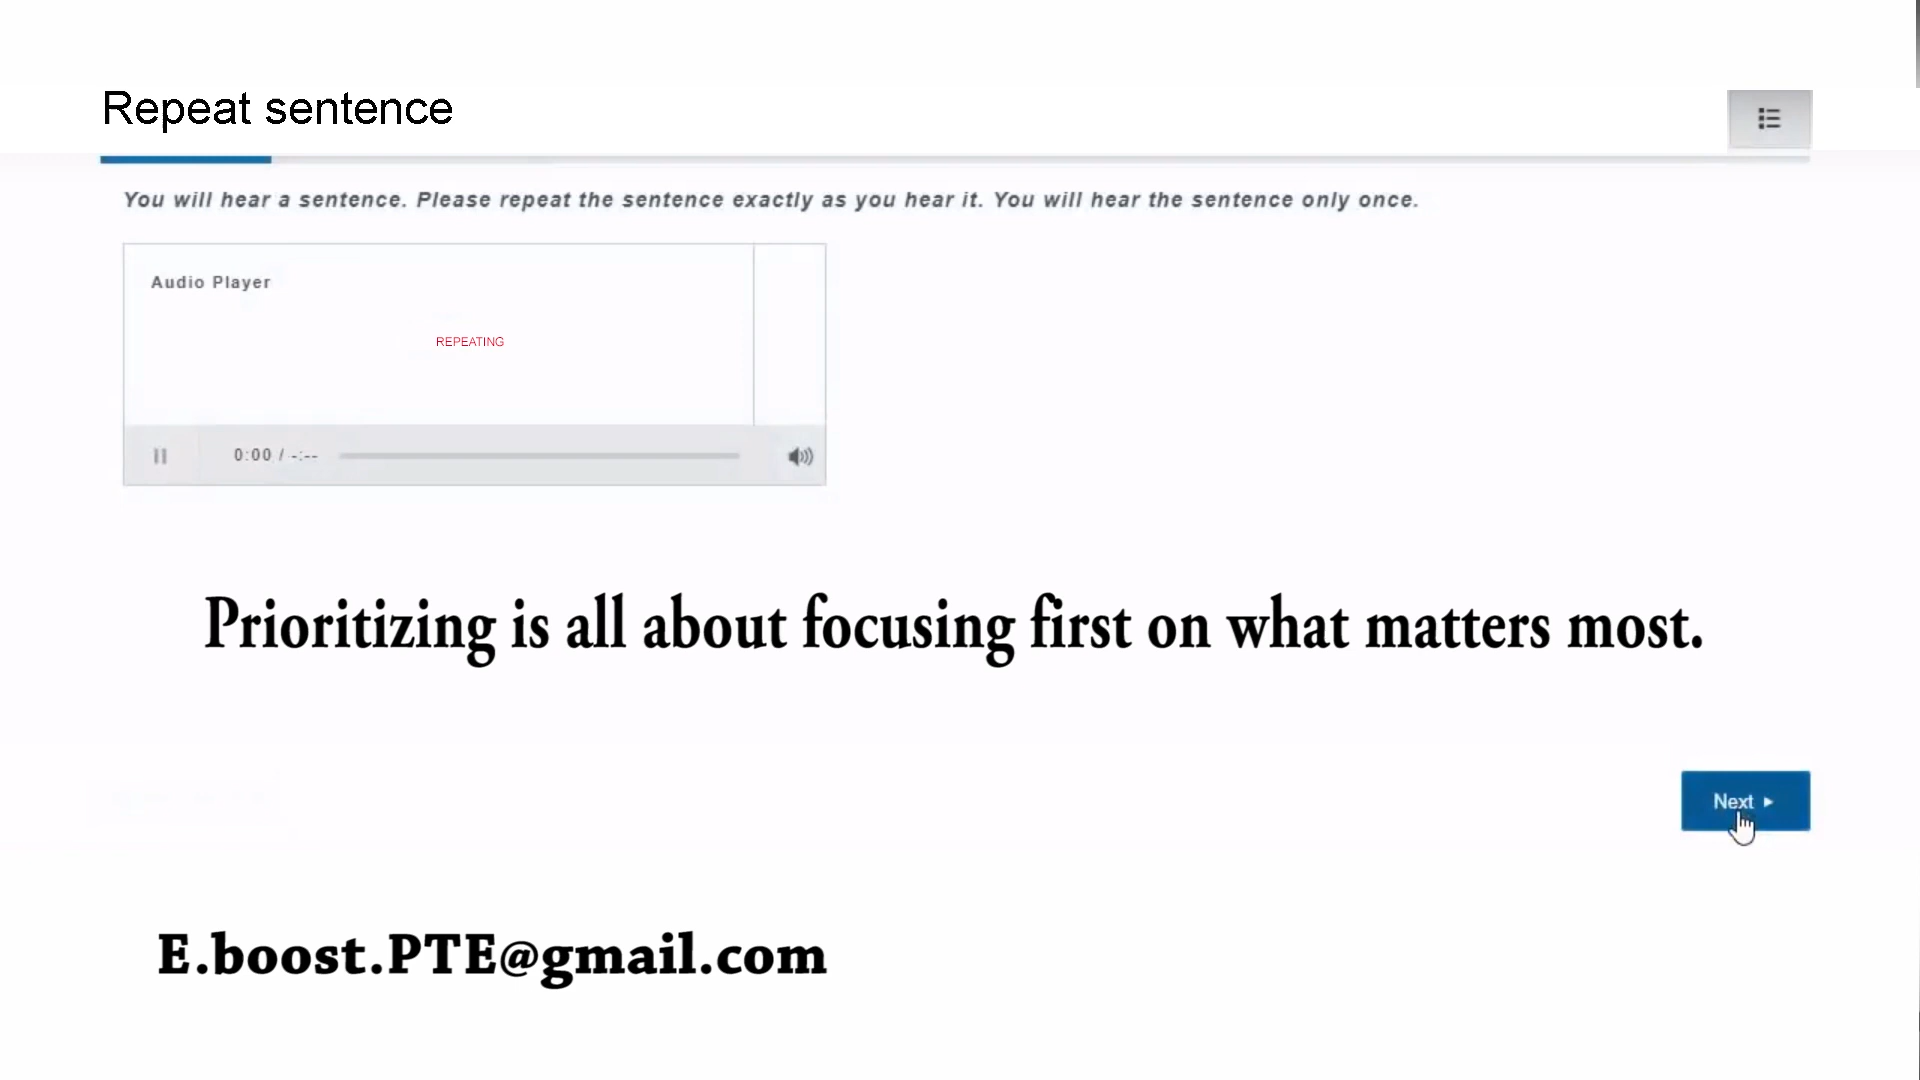 Repeat sentence
You will hear a sentence. Please repeat the sentence exactly as you hear it. You will hear the sentence only once.
Audio Player
REPEATING
0:00 / -:--
Prioritizing is all about focusing first on what matters most.
Next
E.boost.PTE@gmail.com